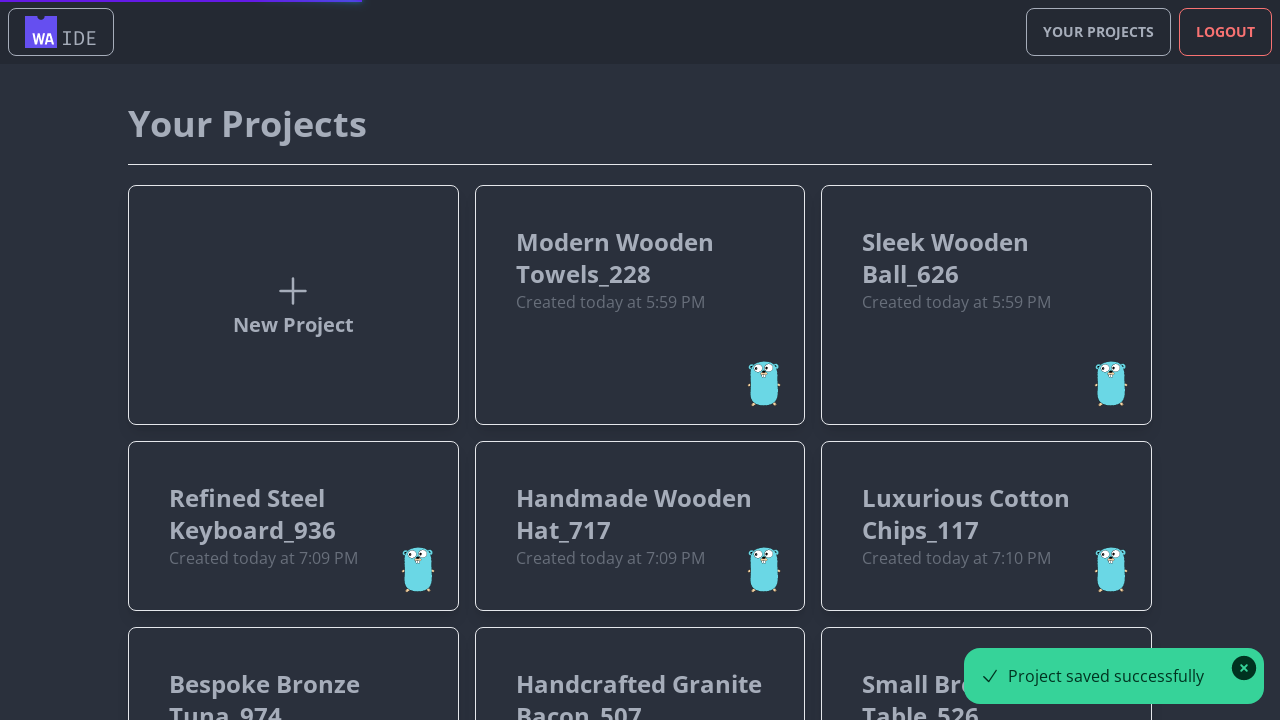 WA IDE
YOUR PROJECTS
LOGOUT
Your Projects
New Project
Modern Wooden
Towels_228
Created today at 5:59 PM
Sleek Wooden
Ball_626
Created today at 5:59 PM
Refined Steel
Keyboard_936
Created today at 7:09 PM
Handmade Wooden
Hat_717
Created today at 7:09 PM
Luxurious Cotton
Chips_117
Created today at 7:10 PM
Bespoke Bronze
Tuna_974
Handcrafted Granite
Bacon_507
Small
Table_526
Project saved successfully